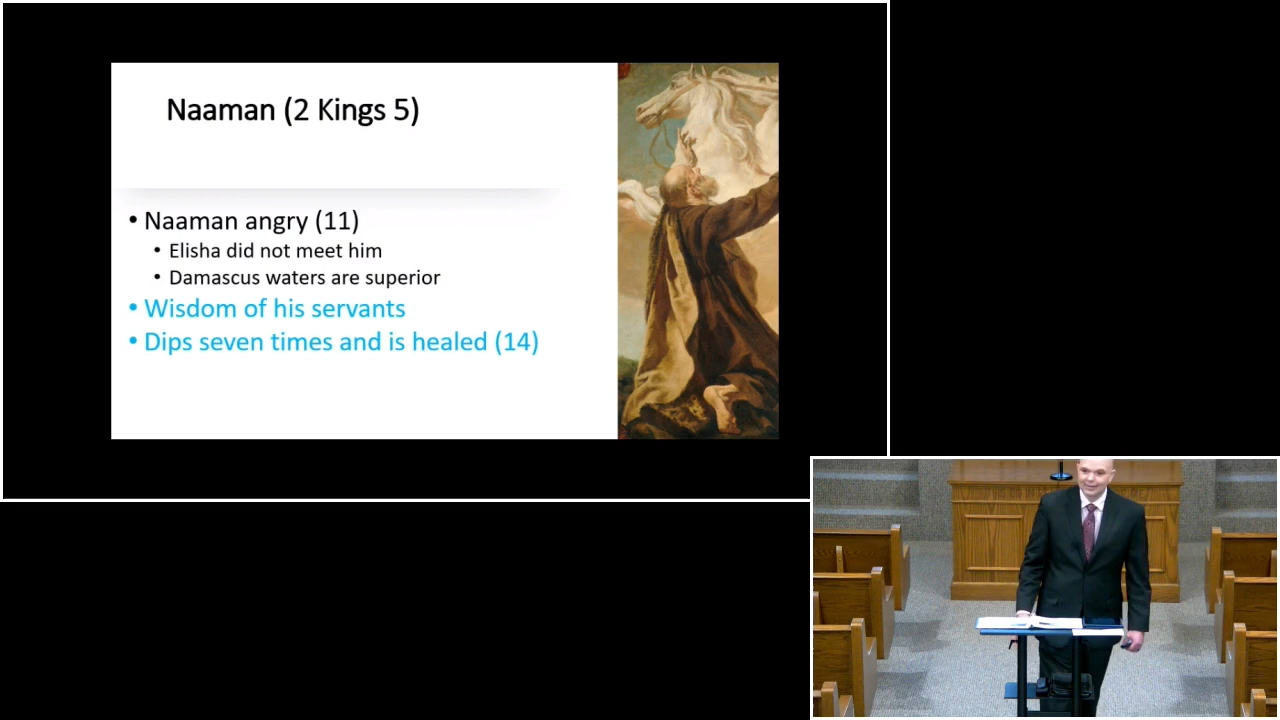 Naaman (2 Kings 5)
• Naaman angry (11)
• Elisha did not meet him
• Damascus waters are superior
• Wisdom of his servants
• Dips seven times and is healed (14)